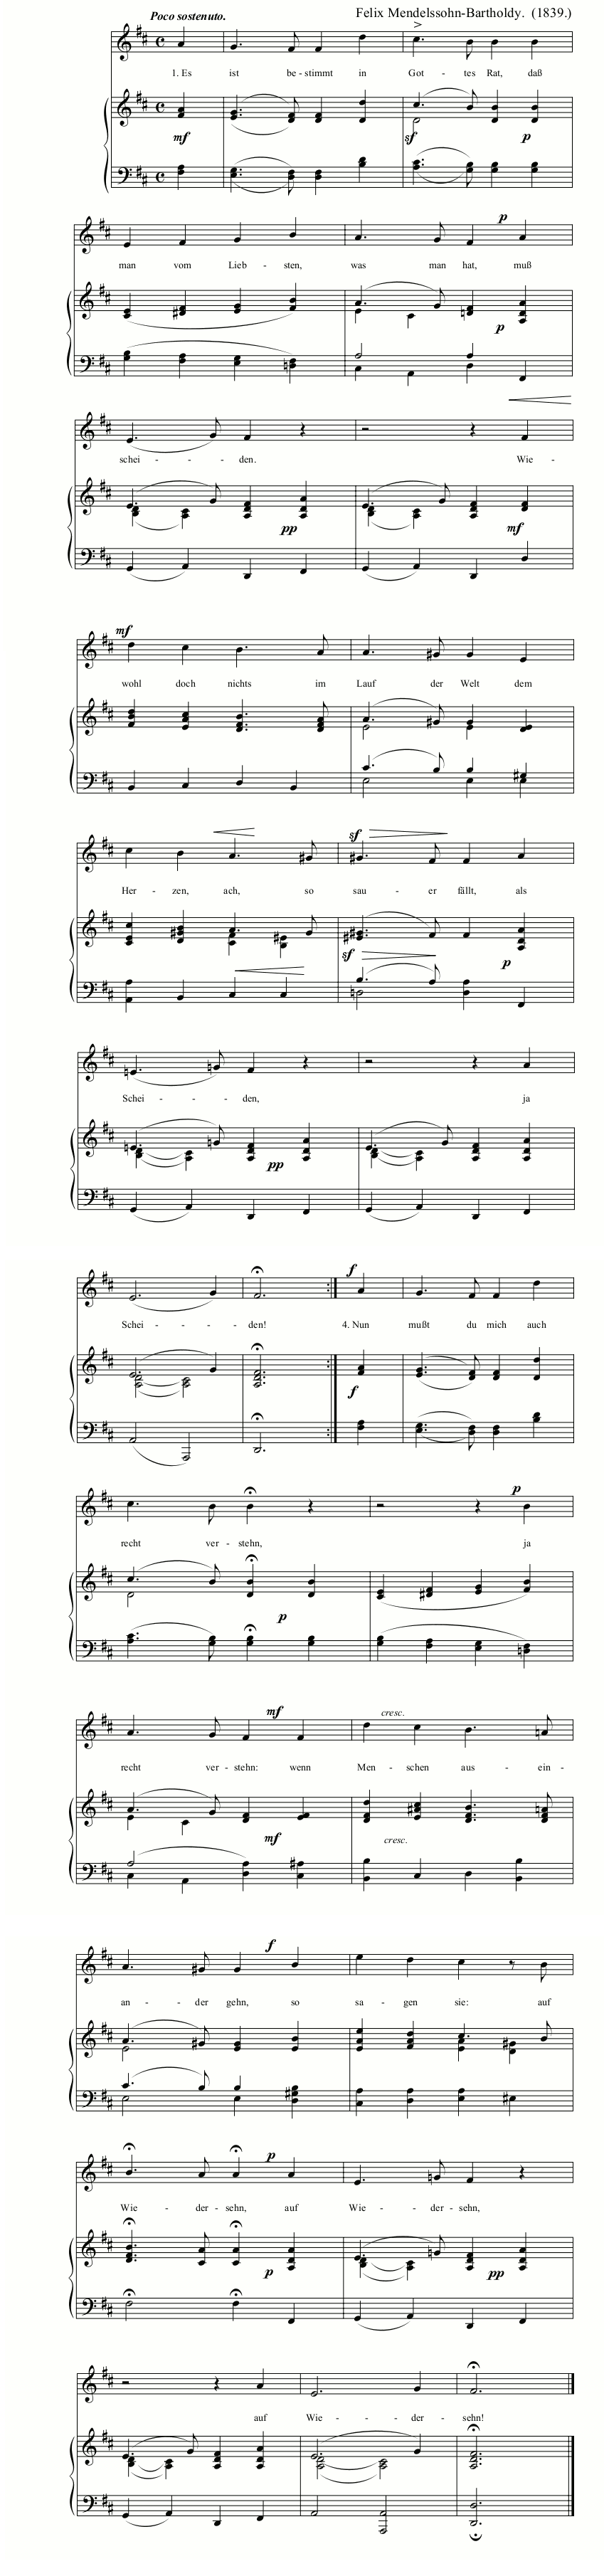 Felix Mendelssohn-Bartholdy. (1839.)
Poco sostenuto.
1. Es ist be - stimmt in Got - tes Rat, daß
mf sf p
p
man vom Lieb - sten, was man hat, muß
p
schei - - - den. Wie -
pp mf
mf
wohl doch nichts im Lauf der Welt dem
sf
Her - zen, ach, so sau - er fällt, als
sf p
Schei - - - den, ja
pp
f
Schei - - - den! 4. Nun mußt du mich auch
f
p
recht ver - stehn, ja
p
mf cresc.
recht ver - stehn: wenn Men - schen aus - ein -
mf cresc.
f
an - - der gehn, so sa - gen sie: auf
p
Wie - der - sehn, auf Wie - - der - sehn,
p pp
auf Wie - - - der - sehn!